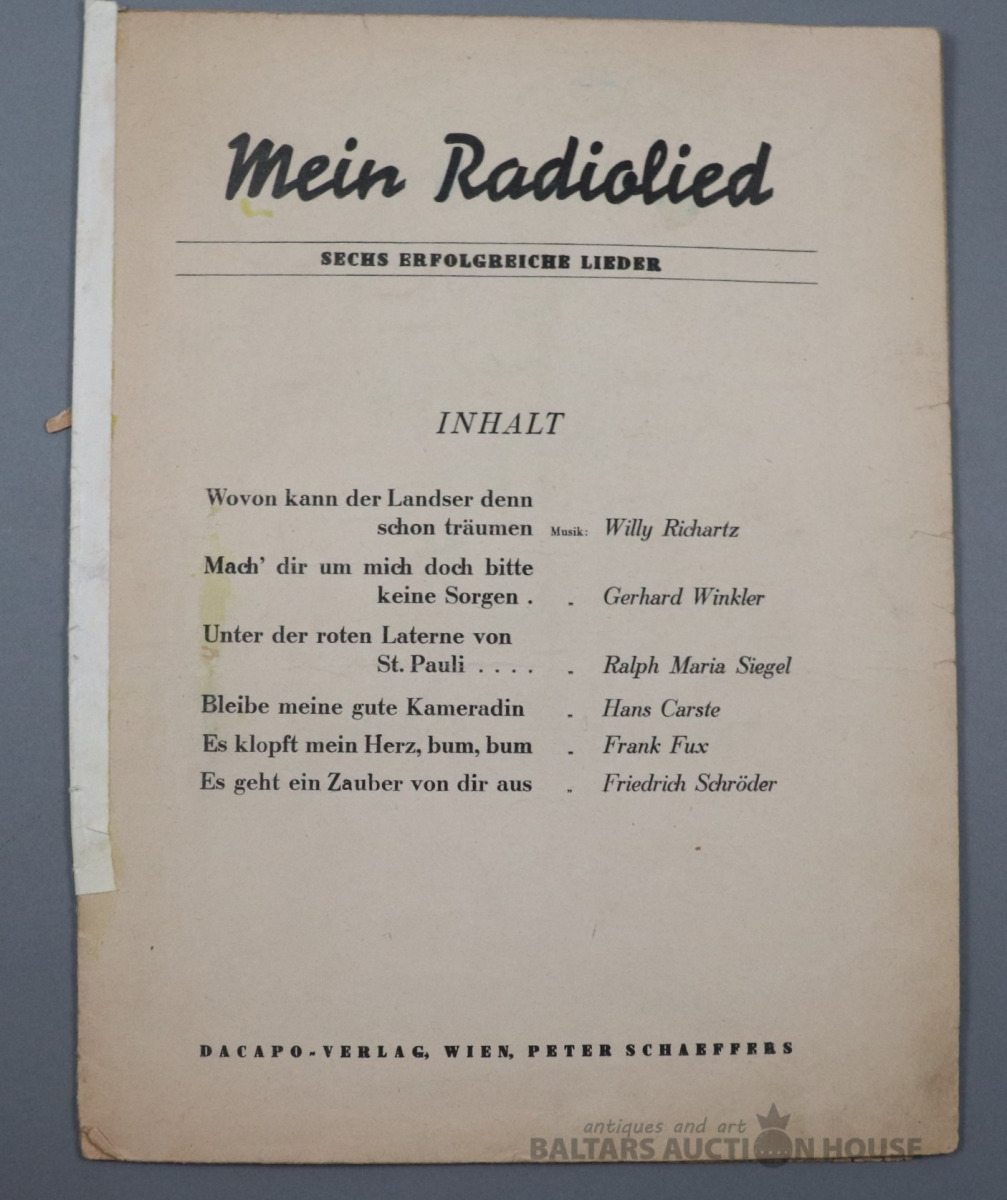 Mein Radiolied
SECHS ERFOLGREICHE LIEDER
INHALT
Wovon kann der Landser denn
schon träumen Musik: Willy Richartz
Mach' dir um mich doch bitte
keine Sorgen . „ Gerhard Winkler
Unter der roten Laterne von
St. Pauli . . . . „ Ralph Maria Siegel
Bleibe meine gute Kameradin „ Hans Carste
Es klopft mein Herz, bum, bum „ Frank Fux
Es geht ein Zauber von dir aus „ Friedrich Schröder
DACAPO-VERLAG, WIEN, PETER SCHAEFFERS
antiques and art
BALTARS AUCTION HOUSE